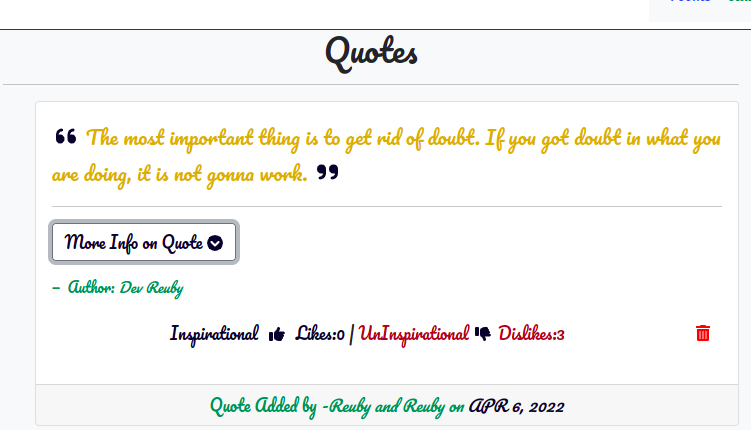 Quotes
“ The most important thing is to get rid of doubt. If you got doubt in what you
are doing, it is not gonna work. ”
More Info on Quote
– Author: Dev Reuby
Inspirational Likes:0 | UnInspirational Dislikes:3
Quote Added by -Reuby and Reuby on APR 6, 2022